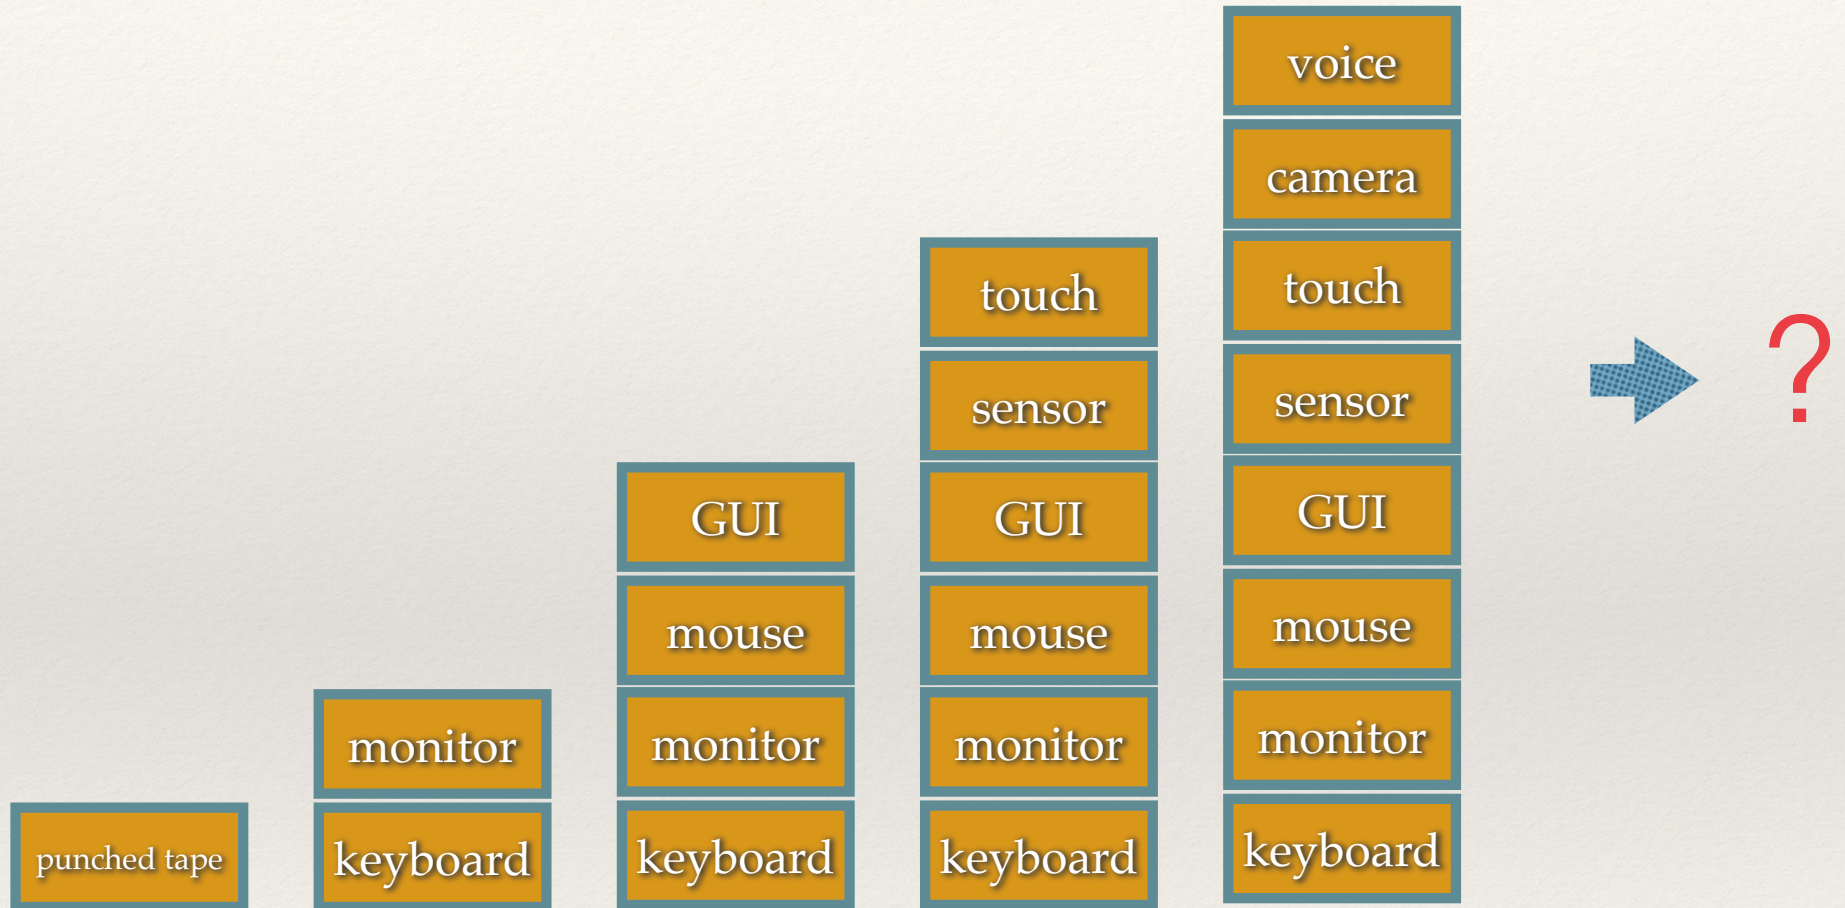 punched tape
monitor
keyboard
GUI
mouse
monitor
keyboard
touch
sensor
GUI
mouse
monitor
keyboard
voice
camera
touch
sensor
GUI
mouse
monitor
keyboard
?